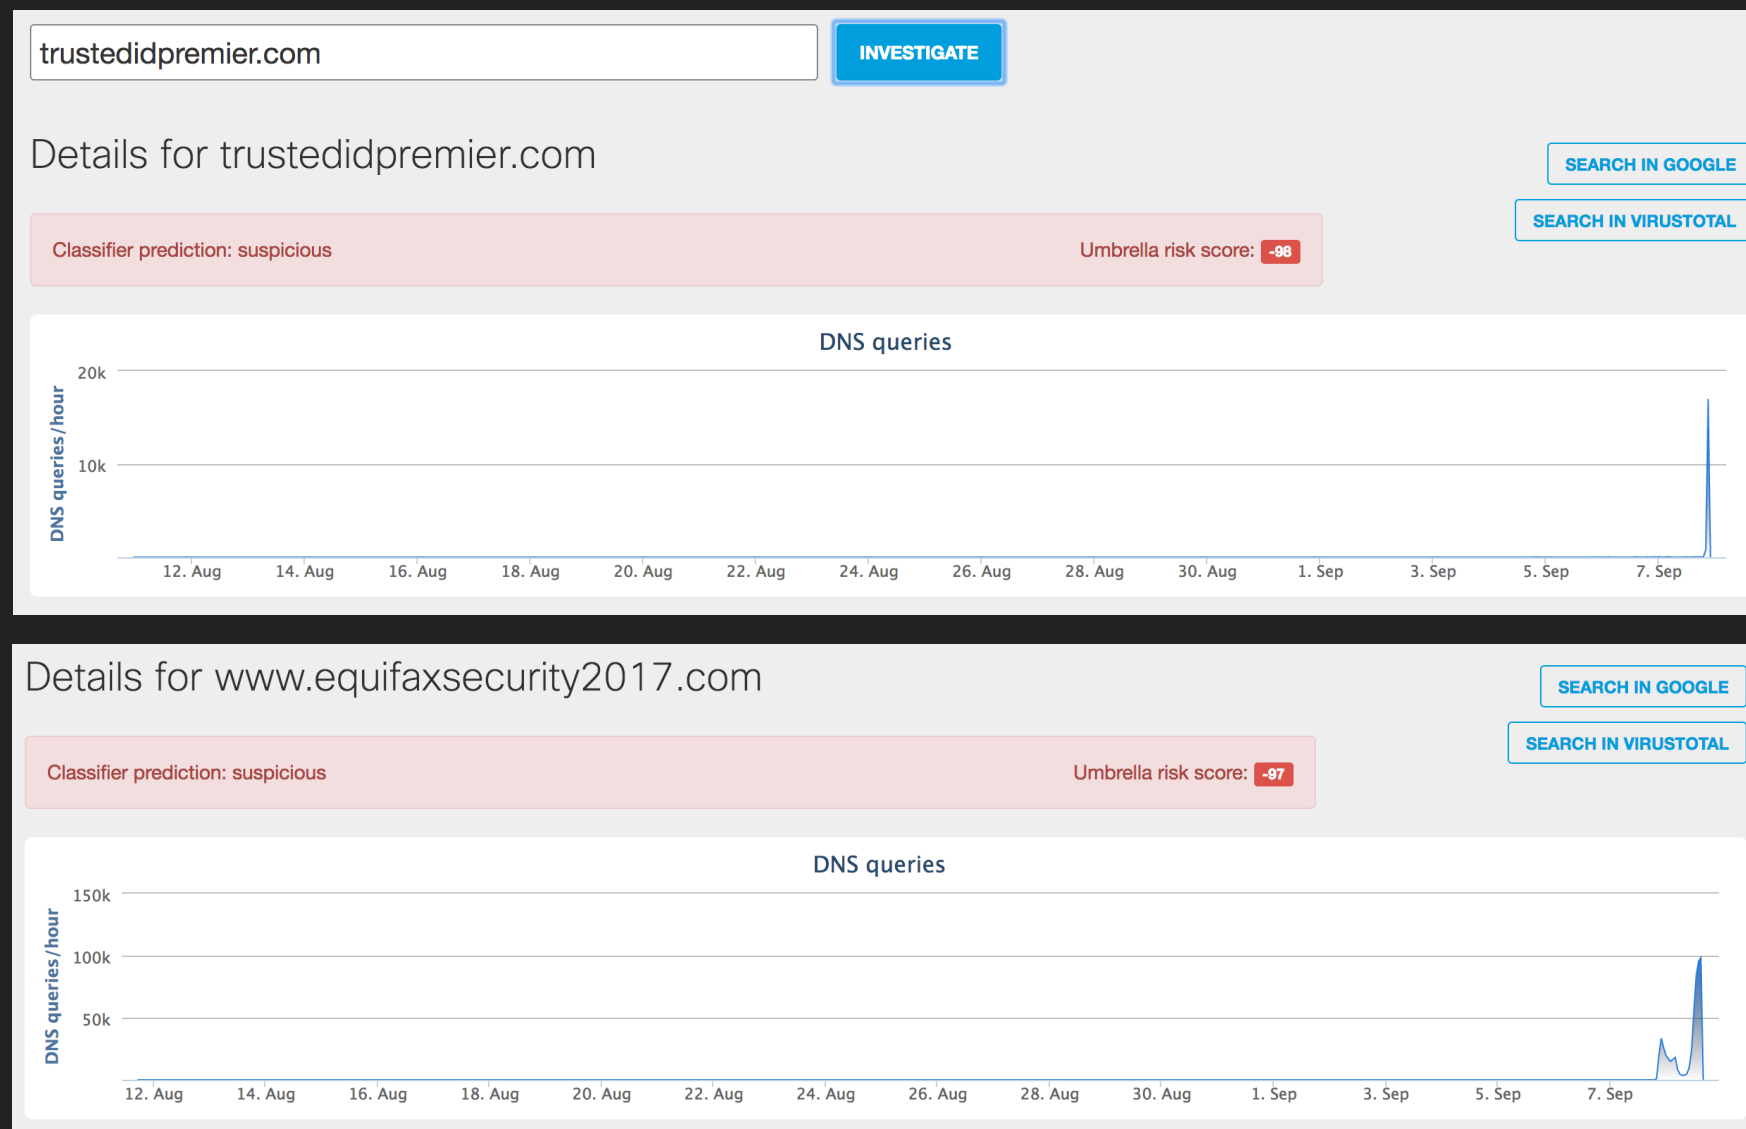 trustedidpremier.com
INVESTIGATE
Details for trustedidpremier.com
SEARCH IN GOOGLE
SEARCH IN VIRUSTOTAL
Classifier prediction: suspicious
Umbrella risk score: -98
DNS queries
DNS queries/hour
20k
10k
12. Aug 14. Aug 16. Aug 18. Aug 20. Aug 22. Aug 24. Aug 26. Aug 28. Aug 30. Aug 1. Sep 3. Sep 5. Sep 7. Sep
Details for www.equifaxsecurity2017.com
SEARCH IN GOOGLE
SEARCH IN VIRUSTOTAL
Classifier prediction: suspicious
Umbrella risk score: -97
DNS queries
DNS queries/hour
150k
100k
50k
12. Aug 14. Aug 16. Aug 18. Aug 20. Aug 22. Aug 24. Aug 26. Aug 28. Aug 30. Aug 1. Sep 3. Sep 5. Sep 7. Sep